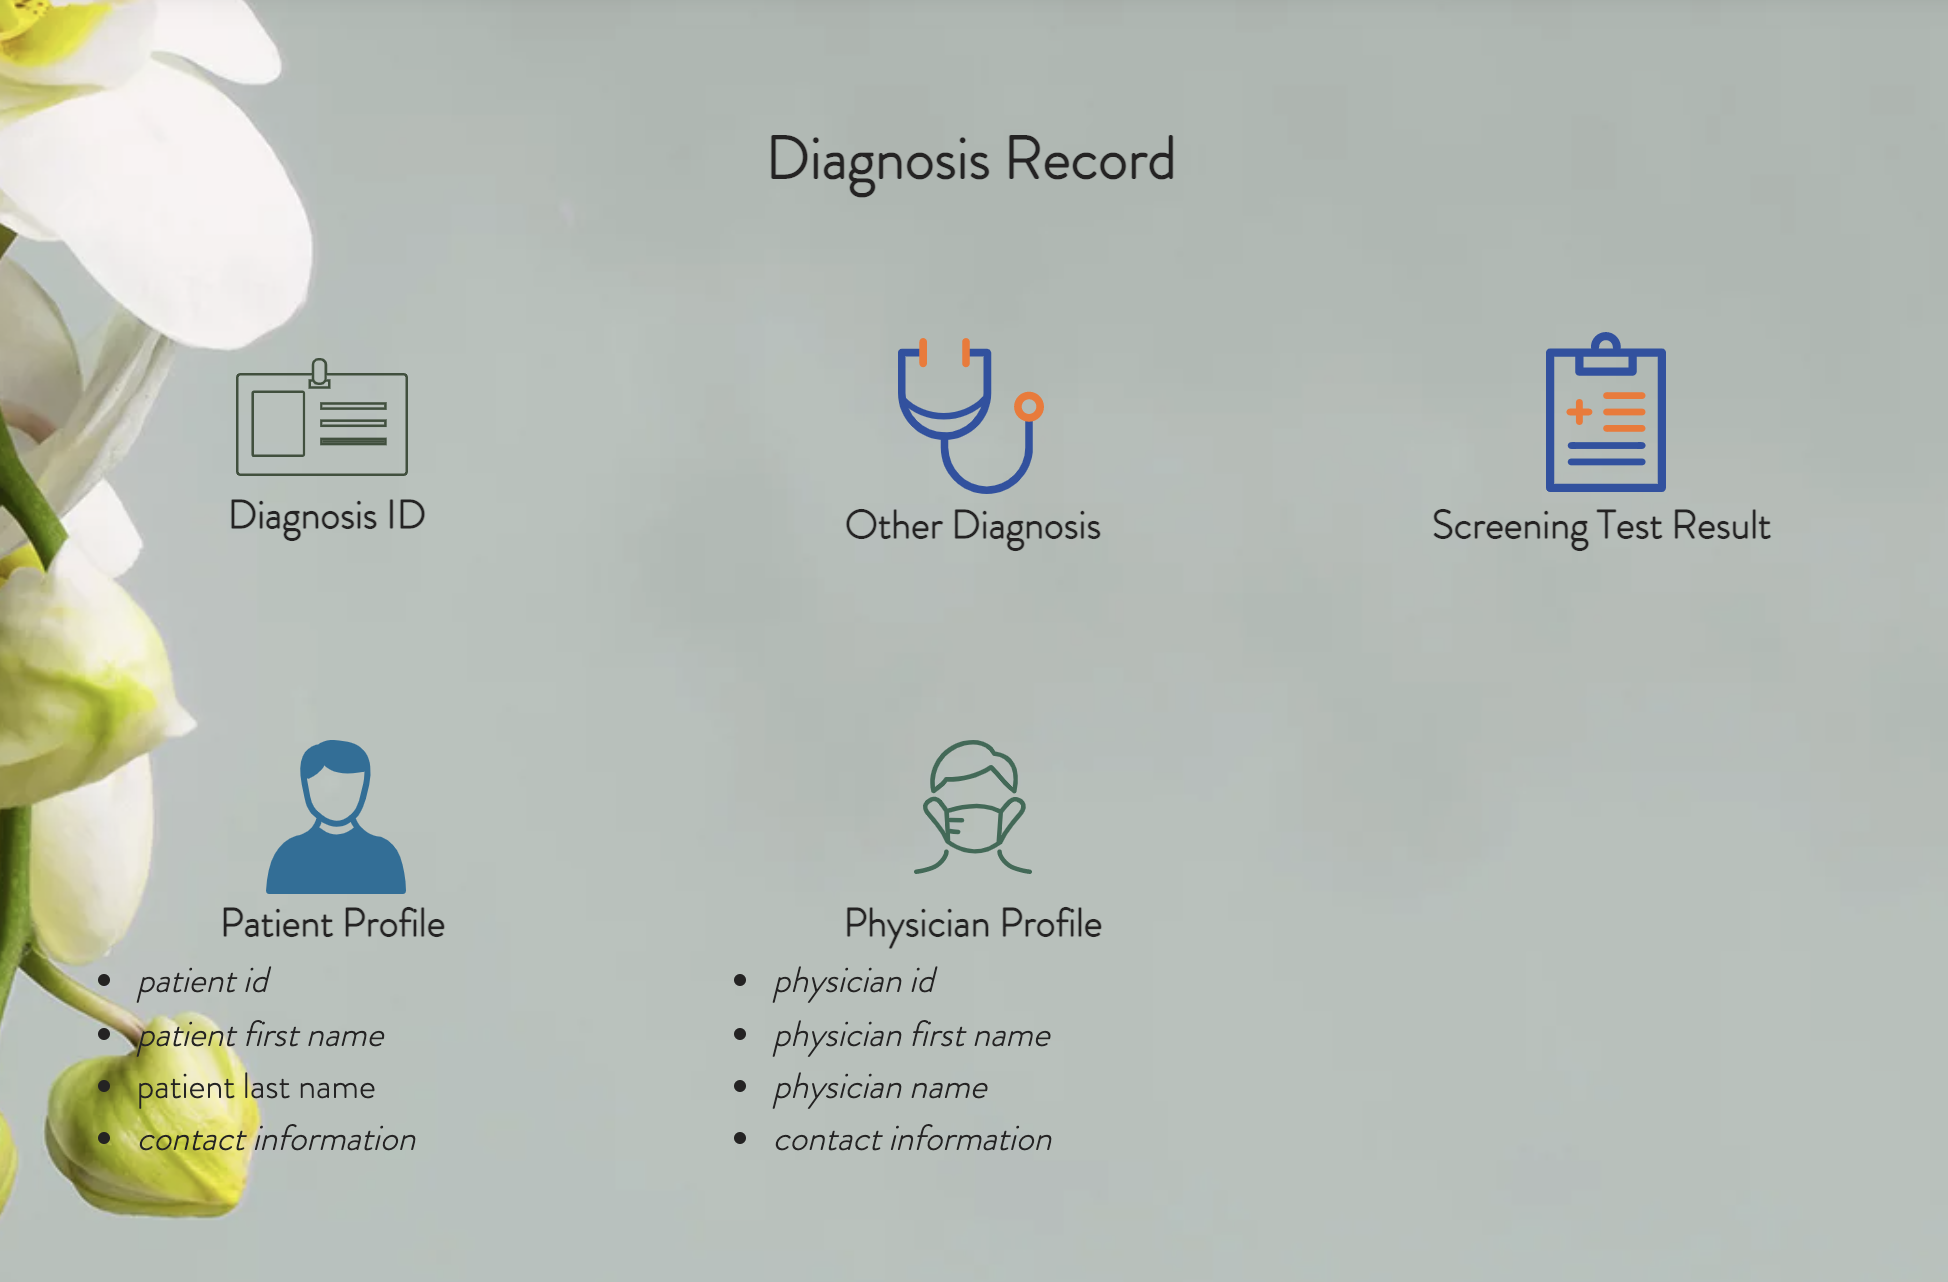 Diagnosis Record
Diagnosis ID
Other Diagnosis
Screening Test Result
Patient Profile
• patient id
• patient first name
• patient last name
• contact information
Physician Profile
• physician id
• physician first name
• physician name
• contact information